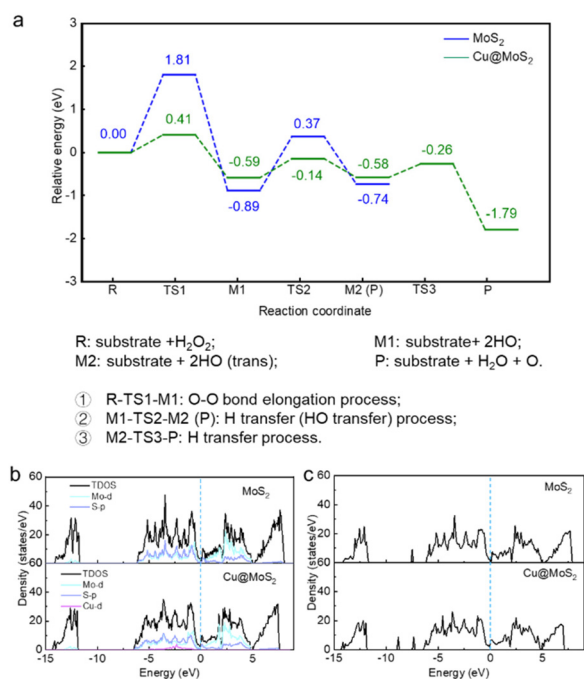 a
MoS2
Cu@MoS2
Relative energy (eV)
3
2
1
0
-1
-2
-3
0.00
1.81
0.41
-0.59
-0.89
0.37
-0.14
-0.58
-0.74
-0.26
-1.79
R TS1 M1 TS2 M2 (P) TS3 P
Reaction coordinate
R: substrate +H2O2; M1: substrate+ 2HO;
M2: substrate + 2HO (trans); P: substrate + H2O + O.
① R-TS1-M1: O-O bond elongation process;
② M1-TS2-M2 (P): H transfer (HO transfer) process;
③ M2-TS3-P: H transfer process.
b
Density (states/eV)
60
40
20
60
40
20
0
TDOS
Mo-d
S-p
MoS2
TDOS
Mo-d
S-p
Cu-d
Cu@MoS2
-15 -10 -5 0 5
Energy (eV)
c
Density (states/eV)
60
40
20
60
40
20
0
MoS2
Cu@MoS2
-15 -10 -5 0 5
Energy (eV)